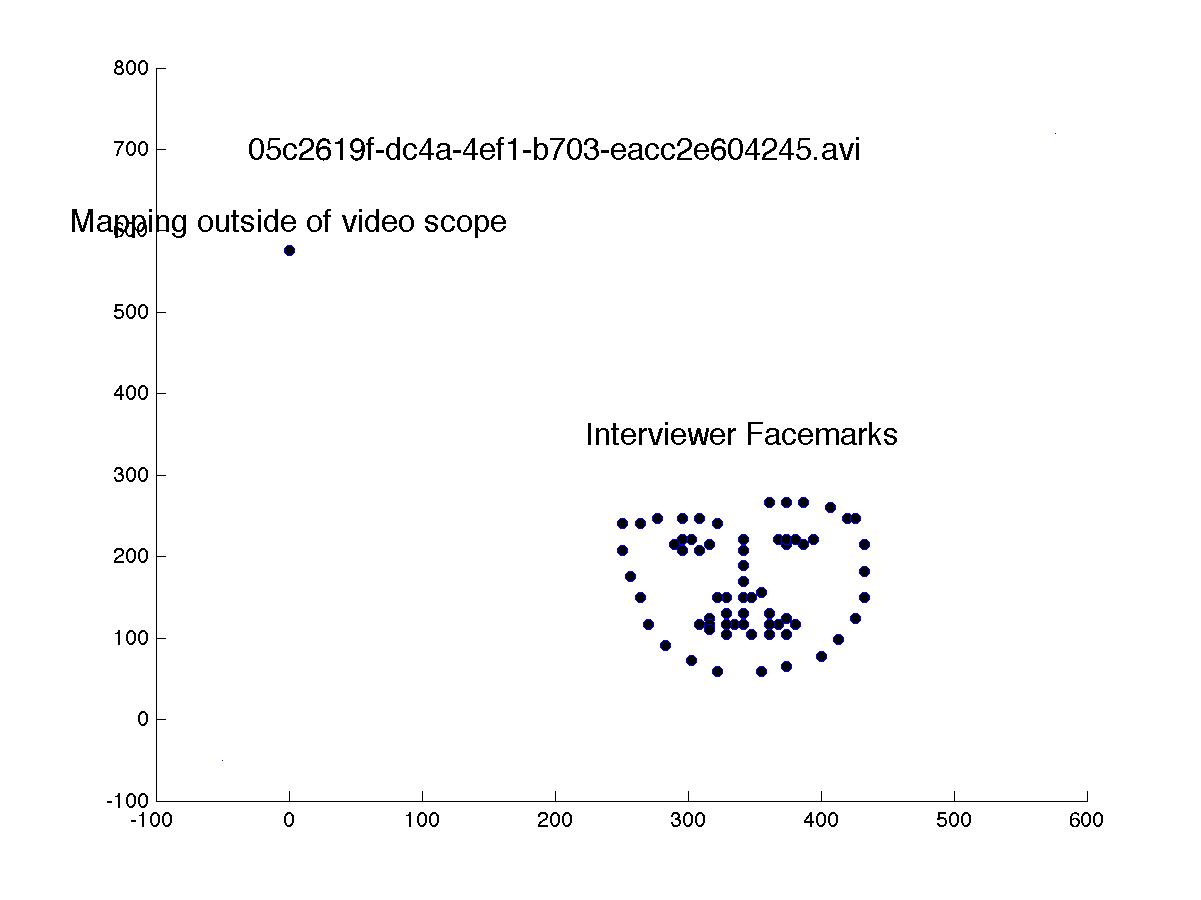 800
700
05c2619f-dc4a-4ef1-b703-eacc2e604245.avi
Mapping outside of video scope
600
500
400
Interviewer Facemarks
300
200
100
0
-100
-100 0 100 200 300 400 500 600